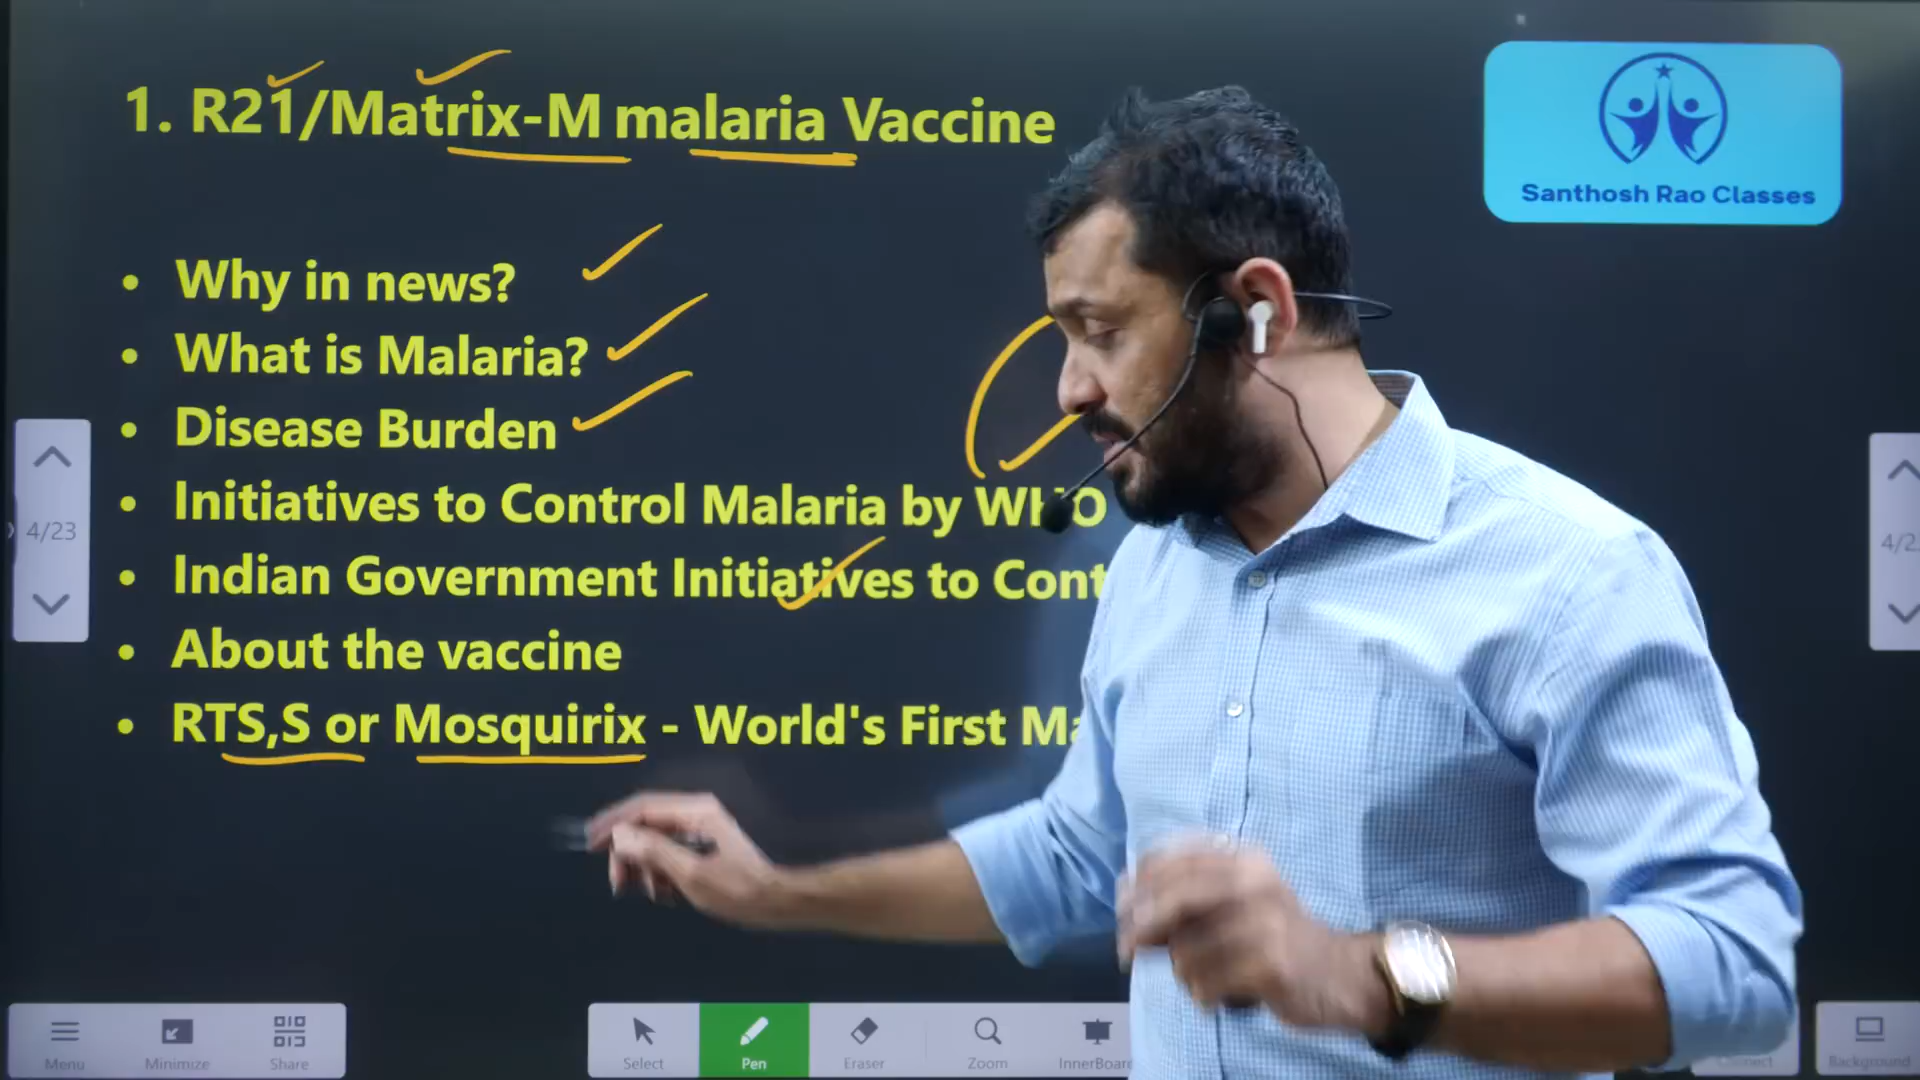 1. R21/Matrix-M malaria Vaccine
Santhosh Rao Classes
• Why in news?
• What is Malaria?
• Disease Burden
• Initiatives to Control Malaria by WHO
• Indian Government Initiatives to
• About the vaccine
• RTS,S or Mosquirix - World's First
4/23
Menu Minimize Share
Select Pen Eraser Zoom
Background